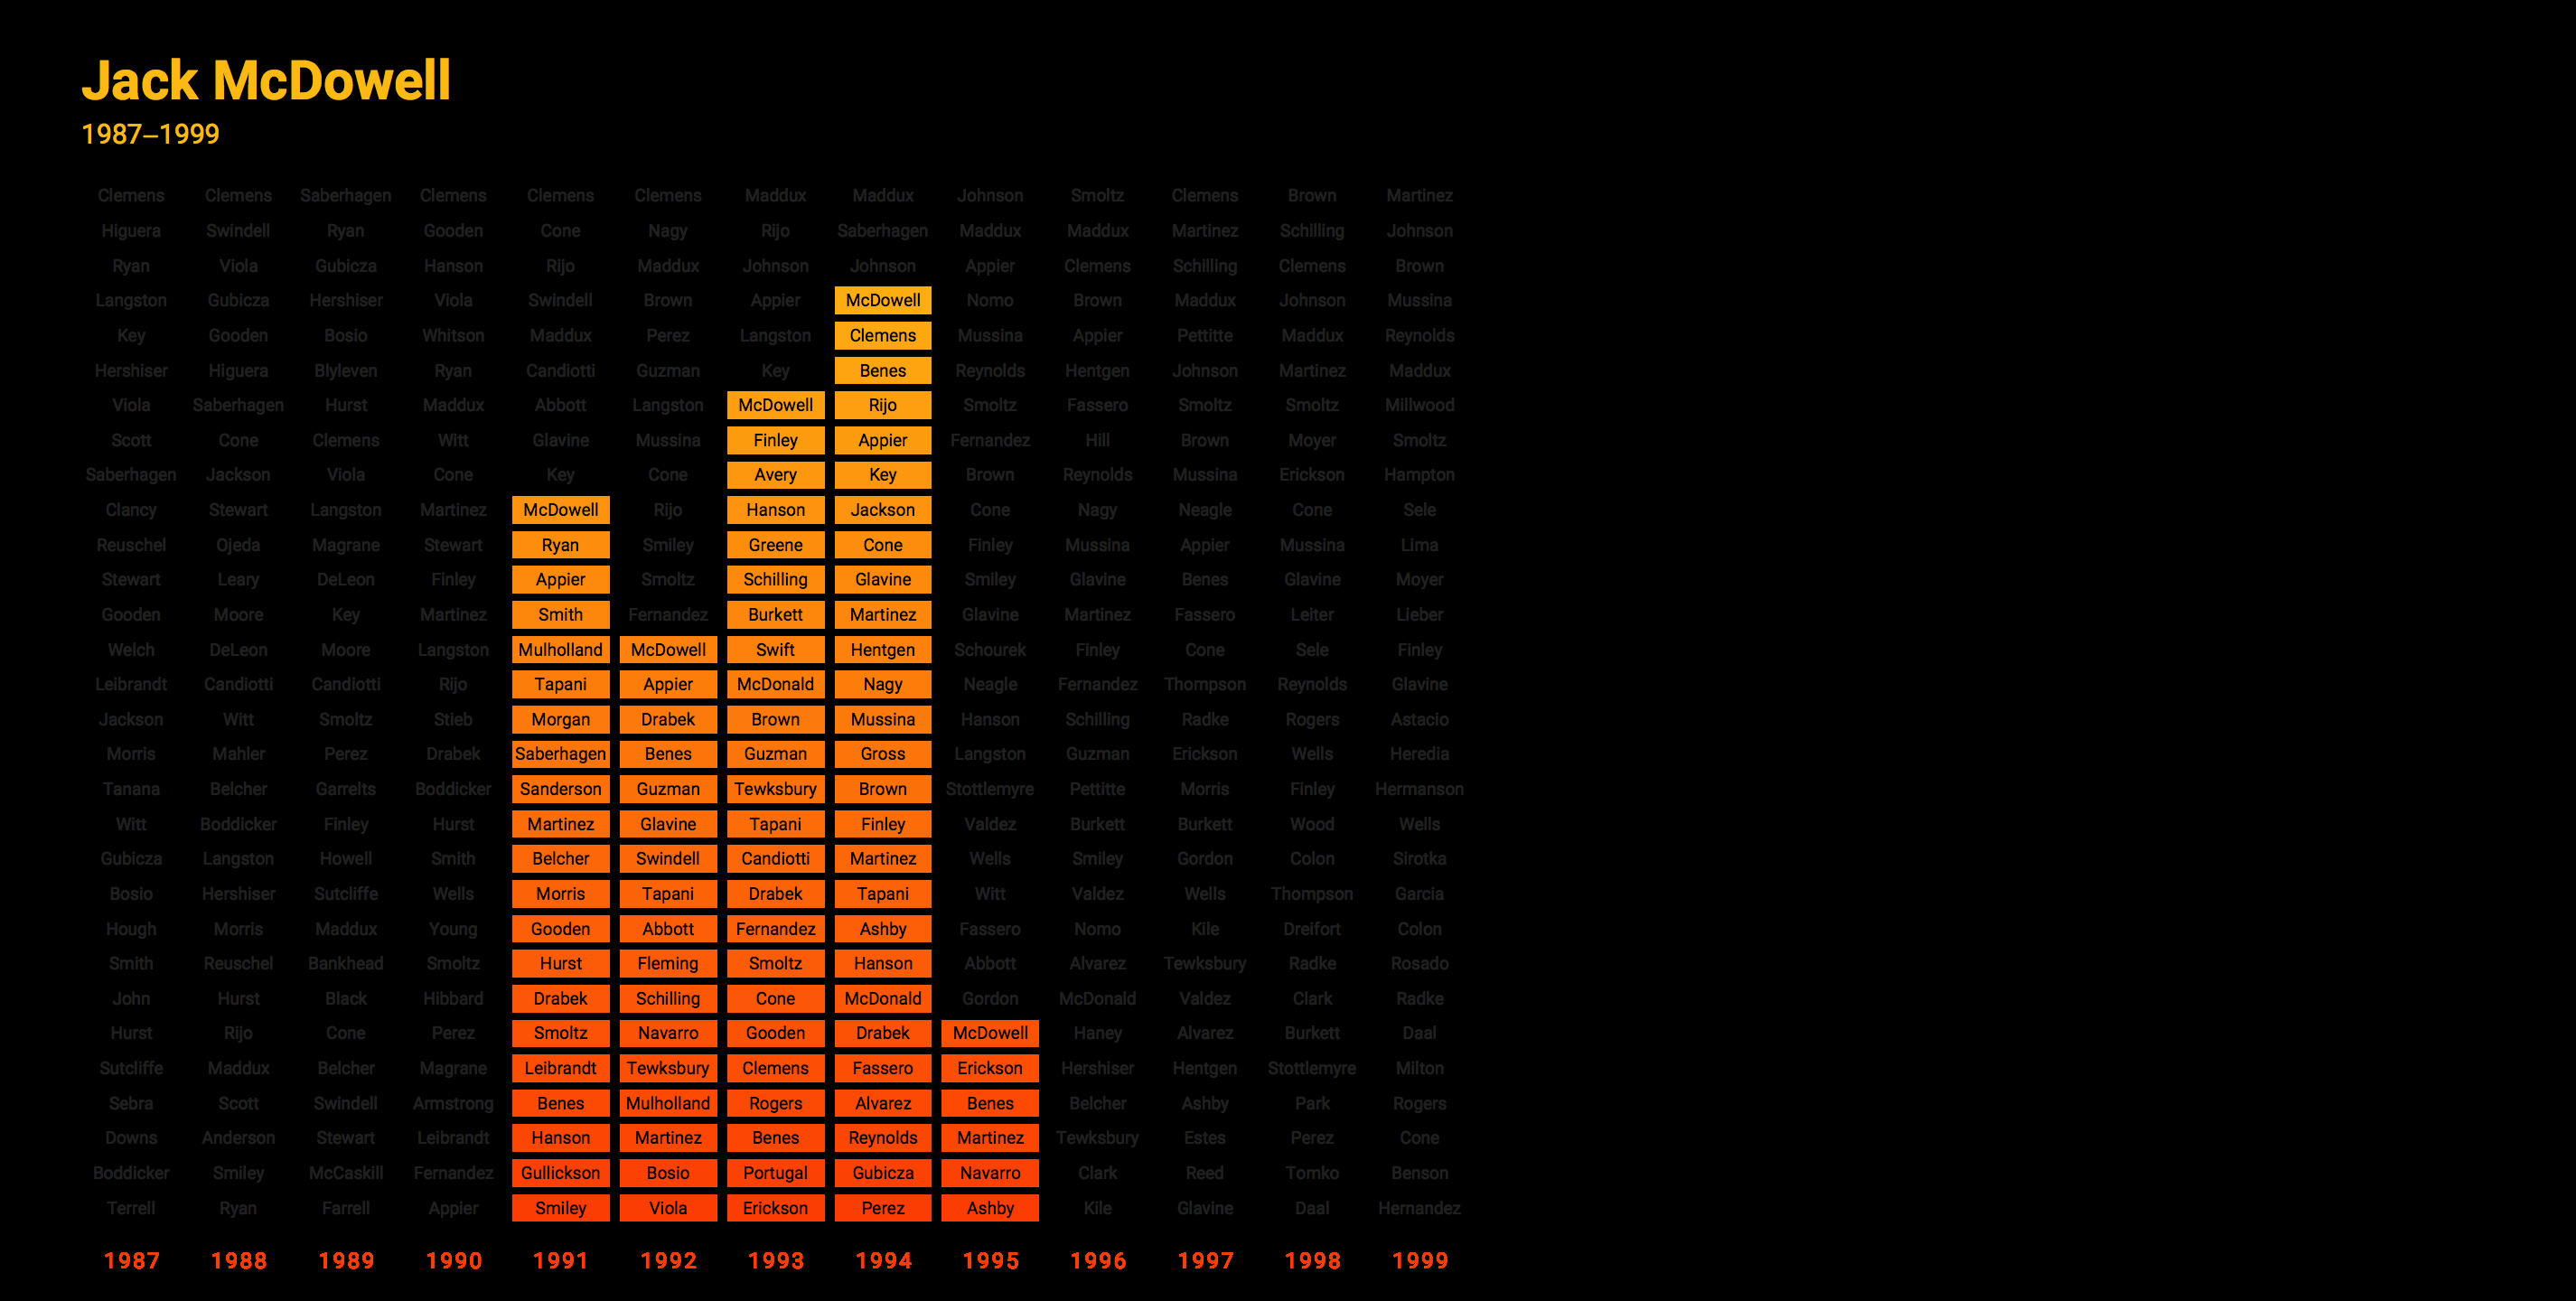 Jack McDowell
1987–1999
Clemens Clemens Saberhagen Clemens Clemens Clemens Maddux Maddux Johnson Smoltz Clemens Brown Martinez
Higuera Swindell Ryan Gooden Cone Nagy Rijo Saberhagen Maddux Maddux Martinez Schilling Johnson
Ryan Viola Gubicza Hanson Rijo Maddux Johnson Johnson Appier Clemens Schilling Clemens Brown
Langston Gubicza Hershiser Viola Swindell Brown Appier McDowell Nomo Brown Maddux Johnson Mussina
Key Gooden Bosio Whitson Maddux Perez Langston Clemens Mussina Appier Pettitte Maddux Reynolds
Hershiser Higuera Blyleven Ryan Candiotti Guzman Key Benes Reynolds Hentgen Johnson Martinez Maddux
Viola Saberhagen Hurst Maddux Abbott Langston McDowell Rijo Smoltz Fassero Smoltz Smoltz Millwood
Scott Cone Clemens Witt Glavine Mussina Finley Appier Fernandez Hill Brown Moyer Smoltz
Saberhagen Jackson Viola Cone Key Cone Avery Key Brown Reynolds Mussina Erickson Hampton
Clancy Stewart Langston Martinez McDowell Rijo Hanson Jackson Cone Nagy Neagle Cone Sele
Reuschel Ojeda Magrane Stewart Ryan Smiley Greene Cone Finley Mussina Appier Mussina Lima
Stewart Leary DeLeon Finley Appier Smoltz Schilling Glavine Smiley Glavine Benes Glavine Moyer
Gooden Moore Key Martinez Smith Fernandez Burkett Martinez Glavine Martinez Fassero Leiter Lieber
Welch DeLeon Moore Langston Mulholland McDowell Swift Hentgen Schourek Finley Cone Sele Finley
Leibrandt Candiotti Candiotti Rijo Tapani Appier McDonald Nagy Neagle Fernandez Thompson Reynolds Glavine
Jackson Witt Smoltz Stieb Morgan Drabek Brown Mussina Hanson Schilling Radke Rogers Astacio
Morris Mahler Perez Drabek Saberhagen Benes Guzman Gross Langston Guzman Erickson Wells Heredia
Tanana Belcher Garrelts Boddicker Sanderson Guzman Tewksbury Brown Stottlemyre Pettitte Morris Finley Hermanson
Witt Boddicker Finley Hurst Martinez Glavine Tapani Finley Valdez Burkett Burkett Wood Wells
Gubicza Langston Howell Smith Belcher Swindell Candiotti Martinez Wells Smiley Gordon Colon Sirotka
Bosio Hershiser Sutcliffe Wells Morris Tapani Drabek Tapani Witt Valdez Wells Thompson Garcia
Hough Morris Maddux Young Gooden Abbott Fernandez Ashby Fassero Nomo Kile Dreifort Colon
Smith Reuschel Bankhead Smoltz Hurst Fleming Smoltz Hanson Abbott Alvarez Tewksbury Radke Rosado
John Hurst Black Hibbard Drabek Schilling Cone McDonald Gordon McDonald Valdez Clark Radke
Hurst Rijo Cone Perez Smoltz Navarro Gooden Drabek McDowell Haney Alvarez Burkett Daal
Sutcliffe Maddux Belcher Magrane Leibrandt Tewksbury Clemens Fassero Erickson Hershiser Hentgen Stottlemyre Milton
Sebra Scott Swindell Armstrong Benes Mulholland Rogers Alvarez Benes Belcher Ashby Park Rogers
Downs Anderson Stewart Leibrandt Hanson Martinez Benes Reynolds Martinez Tewksbury Estes Perez Cone
Boddicker Smiley McCaskill Fernandez Gullickson Bosio Portugal Gubicza Navarro Clark Reed Tomko Benson
Terrell Ryan Farrell Appier Smiley Viola Erickson Perez Ashby Kile Glavine Daal Hernandez
1987 1988 1989 1990 1991 1992 1993 1994 1995 1996 1997 1998 1999